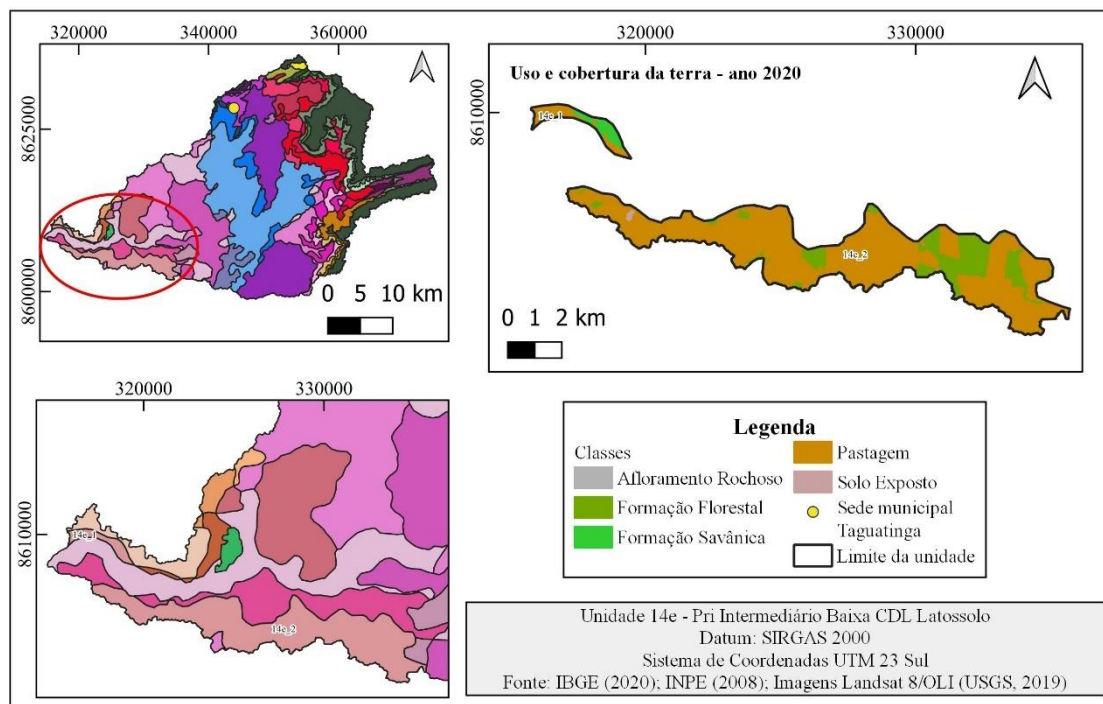 320000
340000
360000
8625000
8600000
0 5 10 km
320000
330000
Uso e cobertura da terra - ano 2020
8610000
14e_1
14e_2
0 1 2 km
320000
330000
8610000
14e_1
14e_2
Legenda
Classes
Afloramento Rochoso
Formação Florestal
Formação Savânica
Pastagem
Solo Exposto
Sede municipal
Taguatinga
Limite da unidade
Unidade 14e - Pri Intermediário Baixa CDL Latossolo
Datum: SIRGAS 2000
Sistema de Coordenadas UTM 23 Sul
Fonte: IBGE (2020); INPE (2008); Imagens Landsat 8/OLI (USGS, 2019)